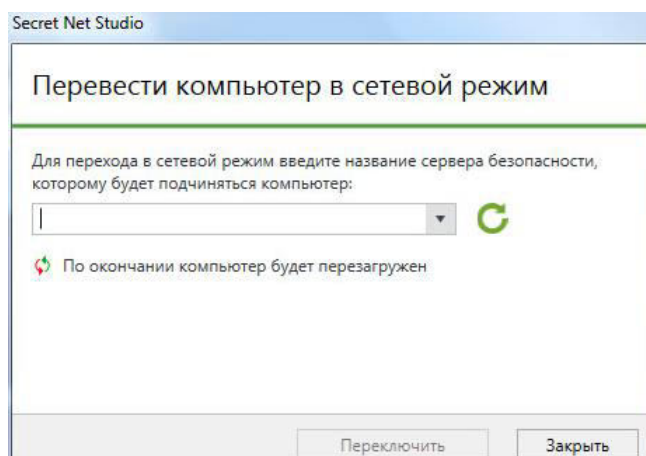 Secret Net Studio
Перевести компьютер в сетевой режим
Для перехода в сетевой режим введите название сервера безопасности,
которому будет подчиняться компьютер:
По окончании компьютер будет перезагружен
Переключить Закрыть